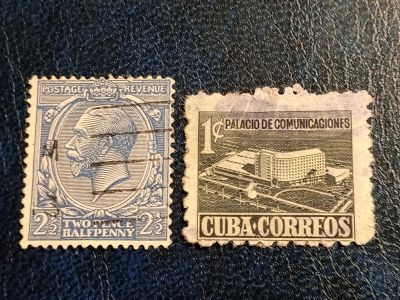 POSTAGE REVENUE
2½ TWO PENCE 2½
HALFPENNY
1¢ PALACIO DE COMUNICACIONES
CUBA·CORREOS